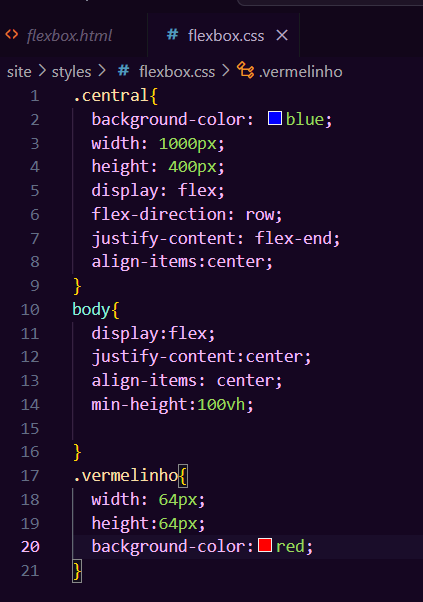 flexbox.html
# flexbox.css ×
site > styles > # flexbox.css > .vermelinho
1 .central{
2 background-color: blue;
3 width: 1000px;
4 height: 400px;
5 display: flex;
6 flex-direction: row;
7 justify-content: flex-end;
8 align-items:center;
9 }
10 body{
11 display:flex;
12 justify-content:center;
13 align-items: center;
14 min-height:100vh;
15
16 }
17 .vermelinho{
18 width: 64px;
19 height:64px;
20 background-color:red;
21 }